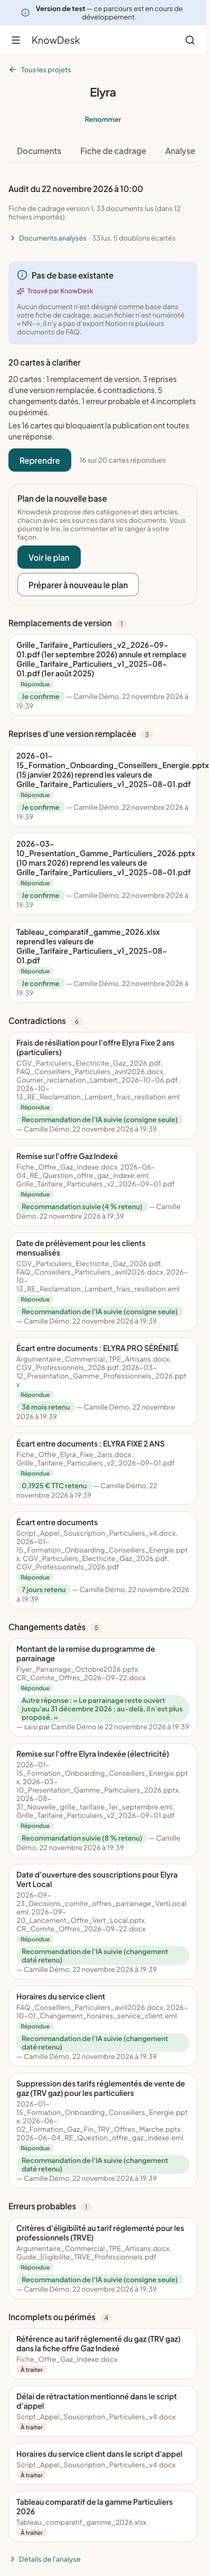 Version de test — ce parcours est en cours de
développement.
KnowDesk
Tous les projets
Elyra
Renommer
Documents Fiche de cadrage Analyse
Audit du 22 novembre 2026 à 10:00
Fiche de cadrage version 1, 33 documents lus (dans 12
fichiers importés).
Documents analysés · 33 lus, 5 doublons écartés
Pas de base existante
Trouvé par KnowDesk
Aucun document n'est désigné comme base dans
votre fiche de cadrage, aucun fichier n'est numéroté
« NN- », il n'y a pas d'export Notion ni plusieurs
documents de FAQ.
20 cartes à clarifier
20 cartes : 1 remplacement de version, 3 reprises
d'une version remplacée, 6 contradictions, 5
changements datés, 1 erreur probable et 4 incomplets
ou périmés.
Les 16 cartes qui bloquaient la publication ont toutes
une réponse.
Reprendre
16 sur 20 cartes répondues
Plan de la nouvelle base
Knowdesk propose des catégories et des articles,
chacun avec ses sources dans vos documents. Vous
pourrez le lire, le commenter et le ranger à votre
façon.
Voir le plan
Préparer à nouveau le plan
Remplacements de version 1
Grille_Tarifaire_Particuliers_v2_2026-09-
01.pdf (1er septembre 2026) annule et remplace
Grille_Tarifaire_Particuliers_v1_2025-08-
01.pdf (1er août 2025)
Répondue
Je confirme — Camille Démo, 22 novembre 2026 à
19:39
Reprises d'une version remplacée 3
2026-01-
15_Formation_Onboarding_Conseillers_Energie.pptx
(15 janvier 2026) reprend les valeurs de
Grille_Tarifaire_Particuliers_v1_2025-08-01.pdf
Répondue
Je confirme — Camille Démo, 22 novembre 2026 à
19:39
2026-03-
10_Presentation_Gamme_Particuliers_2026.pptx
(10 mars 2026) reprend les valeurs de
Grille_Tarifaire_Particuliers_v1_2025-08-01.pdf
Répondue
Je confirme — Camille Démo, 22 novembre 2026 à
19:39
Tableau_comparatif_gamme_2026.xlsx
reprend les valeurs de
Grille_Tarifaire_Particuliers_v1_2025-08-
01.pdf
Répondue
Je confirme — Camille Démo, 22 novembre 2026 à
19:39
Contradictions 6
Frais de résiliation pour l'offre Elyra Fixe 2 ans
(particuliers)
CGV_Particuliers_Electricite_Gaz_2026.pdf,
FAQ_Conseillers_Particuliers_avril2026.docx,
Courrier_reclamation_Lambert_2026-10-06.pdf,
2026-10-
13_RE_Reclamation_Lambert_frais_resiliation.eml
Répondue
Recommandation de l'IA suivie (consigne seule)
— Camille Démo, 22 novembre 2026 à 19:39
Remise sur l'offre Gaz Indexé
Fiche_Offre_Gaz_Indexe.docx, 2026-06-
04_RE_Question_offre_gaz_indexe.eml,
Grille_Tarifaire_Particuliers_v2_2026-09-01.pdf
Répondue
Recommandation suivie (4 % retenu) — Camille
Démo, 22 novembre 2026 à 19:39
Date de prélèvement pour les clients
mensualisés
CGV_Particuliers_Electricite_Gaz_2026.pdf,
FAQ_Conseillers_Particuliers_avril2026.docx, 2026-
10-
13_RE_Reclamation_Lambert_frais_resiliation.eml
Répondue
Recommandation de l'IA suivie (consigne seule)
— Camille Démo, 22 novembre 2026 à 19:39
Écart entre documents : ELYRA PRO SÉRÉNITÉ
Argumentaire_Commercial_TPE_Artisans.docx,
CGV_Professionnels_2026.pdf, 2026-03-
12_Presentation_Gamme_Professionnels_2026.ppt
x
Répondue
36 mois retenu — Camille Démo, 22 novembre
2026 à 19:39
Écart entre documents : ELYRA FIXE 2 ANS
Fiche_Offre_Elyra_Fixe_2ans.docx,
Grille_Tarifaire_Particuliers_v2_2026-09-01.pdf
Répondue
0,1925 € TTC retenu — Camille Démo, 22
novembre 2026 à 19:39
Écart entre documents
Script_Appel_Souscription_Particuliers_v4.docx,
2026-01-
15_Formation_Onboarding_Conseillers_Energie.ppt
x, CGV_Particuliers_Electricite_Gaz_2026.pdf,
CGV_Professionnels_2026.pdf
Répondue
7 jours retenu — Camille Démo, 22 novembre 2026
à 19:39
Changements datés 5
Montant de la remise du programme de
parrainage
Flyer_Parrainage_Octobre2026.pptx,
CR_Comite_Offres_2026-09-22.docx
Répondue
Autre réponse : « Le parrainage reste ouvert
jusqu'au 31 décembre 2026 ; au-delà, il n'est plus
proposé. »
— saisi par Camille Démo le 22 novembre 2026 à 19:39
Remise sur l'offre Elyra Indexée (électricité)
2026-01-
15_Formation_Onboarding_Conseillers_Energie.ppt
x, 2026-03-
10_Presentation_Gamme_Particuliers_2026.pptx,
2026-08-
31_Nouvelle_grille_tarifaire_1er_septembre.eml,
Grille_Tarifaire_Particuliers_v2_2026-09-01.pdf
Répondue
Recommandation suivie (8 % retenu) — Camille
Démo, 22 novembre 2026 à 19:39
Date d'ouverture des souscriptions pour Elyra
Vert Local
2026-09-
23_Decisions_comite_offres_parrainage_VertLocal.
eml, 2026-09-
20_Lancement_Offre_Vert_Local.pptx,
CR_Comite_Offres_2026-09-22.docx
Répondue
Recommandation de l'IA suivie (changement
daté retenu)
— Camille Démo, 22 novembre 2026 à 19:39
Horaires du service client
FAQ_Conseillers_Particuliers_avril2026.docx, 2026-
10-01_Changement_horaires_service_client.eml
Répondue
Recommandation de l'IA suivie (changement
daté retenu)
— Camille Démo, 22 novembre 2026 à 19:39
Suppression des tarifs réglementés de vente de
gaz (TRV gaz) pour les particuliers
2026-01-
15_Formation_Onboarding_Conseillers_Energie.ppt
x, 2026-06-
02_Formation_Gaz_Fin_TRV_Offres_Marche.pptx,
2026-06-04_RE_Question_offre_gaz_indexe.eml
Répondue
Recommandation de l'IA suivie (changement
daté retenu)
— Camille Démo, 22 novembre 2026 à 19:39
Erreurs probables 1
Critères d'éligibilité au tarif réglementé pour les
professionnels (TRVE)
Argumentaire_Commercial_TPE_Artisans.docx,
Guide_Eligibilite_TRVE_Professionnels.pdf
Répondue
Recommandation de l'IA suivie (consigne seule)
— Camille Démo, 22 novembre 2026 à 19:39
Incomplets ou périmés 4
Référence au tarif réglementé du gaz (TRV gaz)
dans la fiche offre Gaz Indexé
Fiche_Offre_Gaz_Indexe.docx
À traiter
Délai de rétractation mentionné dans le script
d'appel
Script_Appel_Souscription_Particuliers_v4.docx
À traiter
Horaires du service client dans le script d'appel
Script_Appel_Souscription_Particuliers_v4.docx
À traiter
Tableau comparatif de la gamme Particuliers
2026
Tableau_comparatif_gamme_2026.xlsx
À traiter
Détails de l'analyse